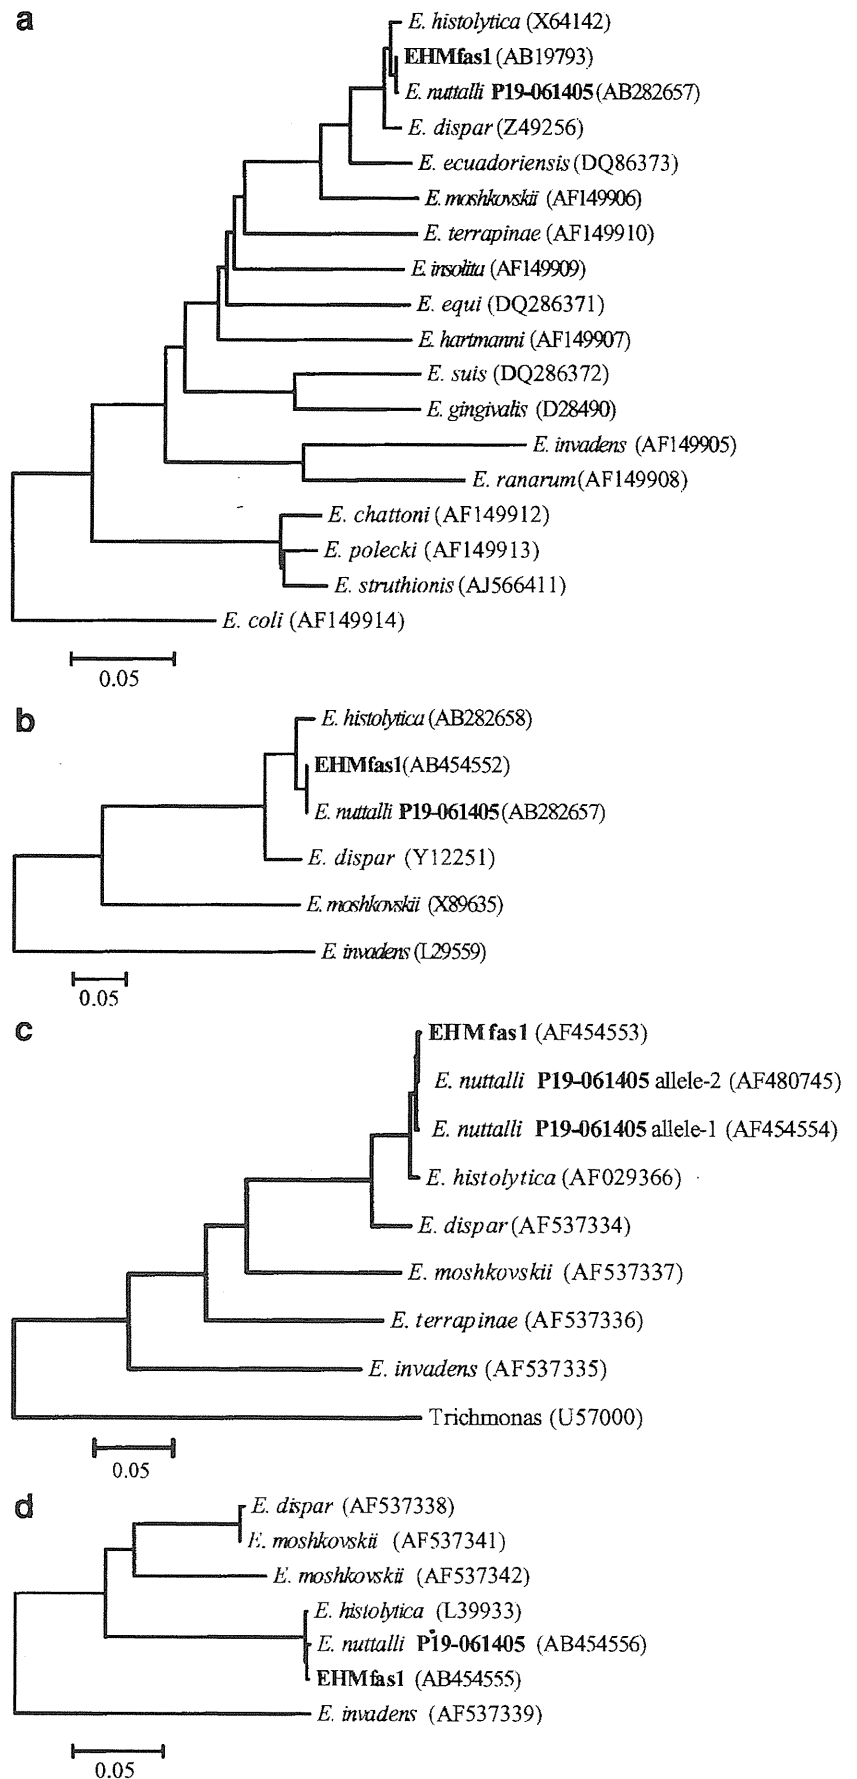 a
E. histolytica (X64142)
EHMfas1 (AB19793)
E. nuttalli P19-061405 (AB282657)
E. dispar (Z49256)
E. ecuadoriensis (DQ86373)
E. moshkovskii (AF149906)
E. terrapinae (AF149910)
E. insolita (AF149909)
E. equi (DQ286371)
E. hartmanni (AF149907)
E. suis (DQ286372)
E. gingivalis (D28490)
E. invadens (AF149905)
E. ranarum (AF149908)
E. chattoni (AF149912)
E. polecki (AF149913)
E. struthionis (AJ566411)
E. coli (AF149914)
0.05
b
E. histolytica (AB282658)
EHMfas1 (AB454552)
E. nuttalli P19-061405 (AB282657)
E. dispar (Y12251)
E. moshkovskii (X89635)
E. invadens (L29559)
0.05
c
EHMfas1 (AF454553)
E. nuttalli P19-061405 allele-2 (AF480745)
E. nuttalli P19-061405 allele-1 (AF454554)
E. histolytica (AF029366)
E. dispar (AF537334)
E. moshkovskii (AF537337)
E. terrapinae (AF537336)
E. invadens (AF537335)
Trichmonas (U57000)
0.05
d
E. dispar (AF537338)
E. moshkovskii (AF537341)
E. moshkovskii (AF537342)
E. histolytica (L39933)
E. nuttalli P19-061405 (AB454556)
EHMfas1 (AB454555)
E. invadens (AF537339)
0.05